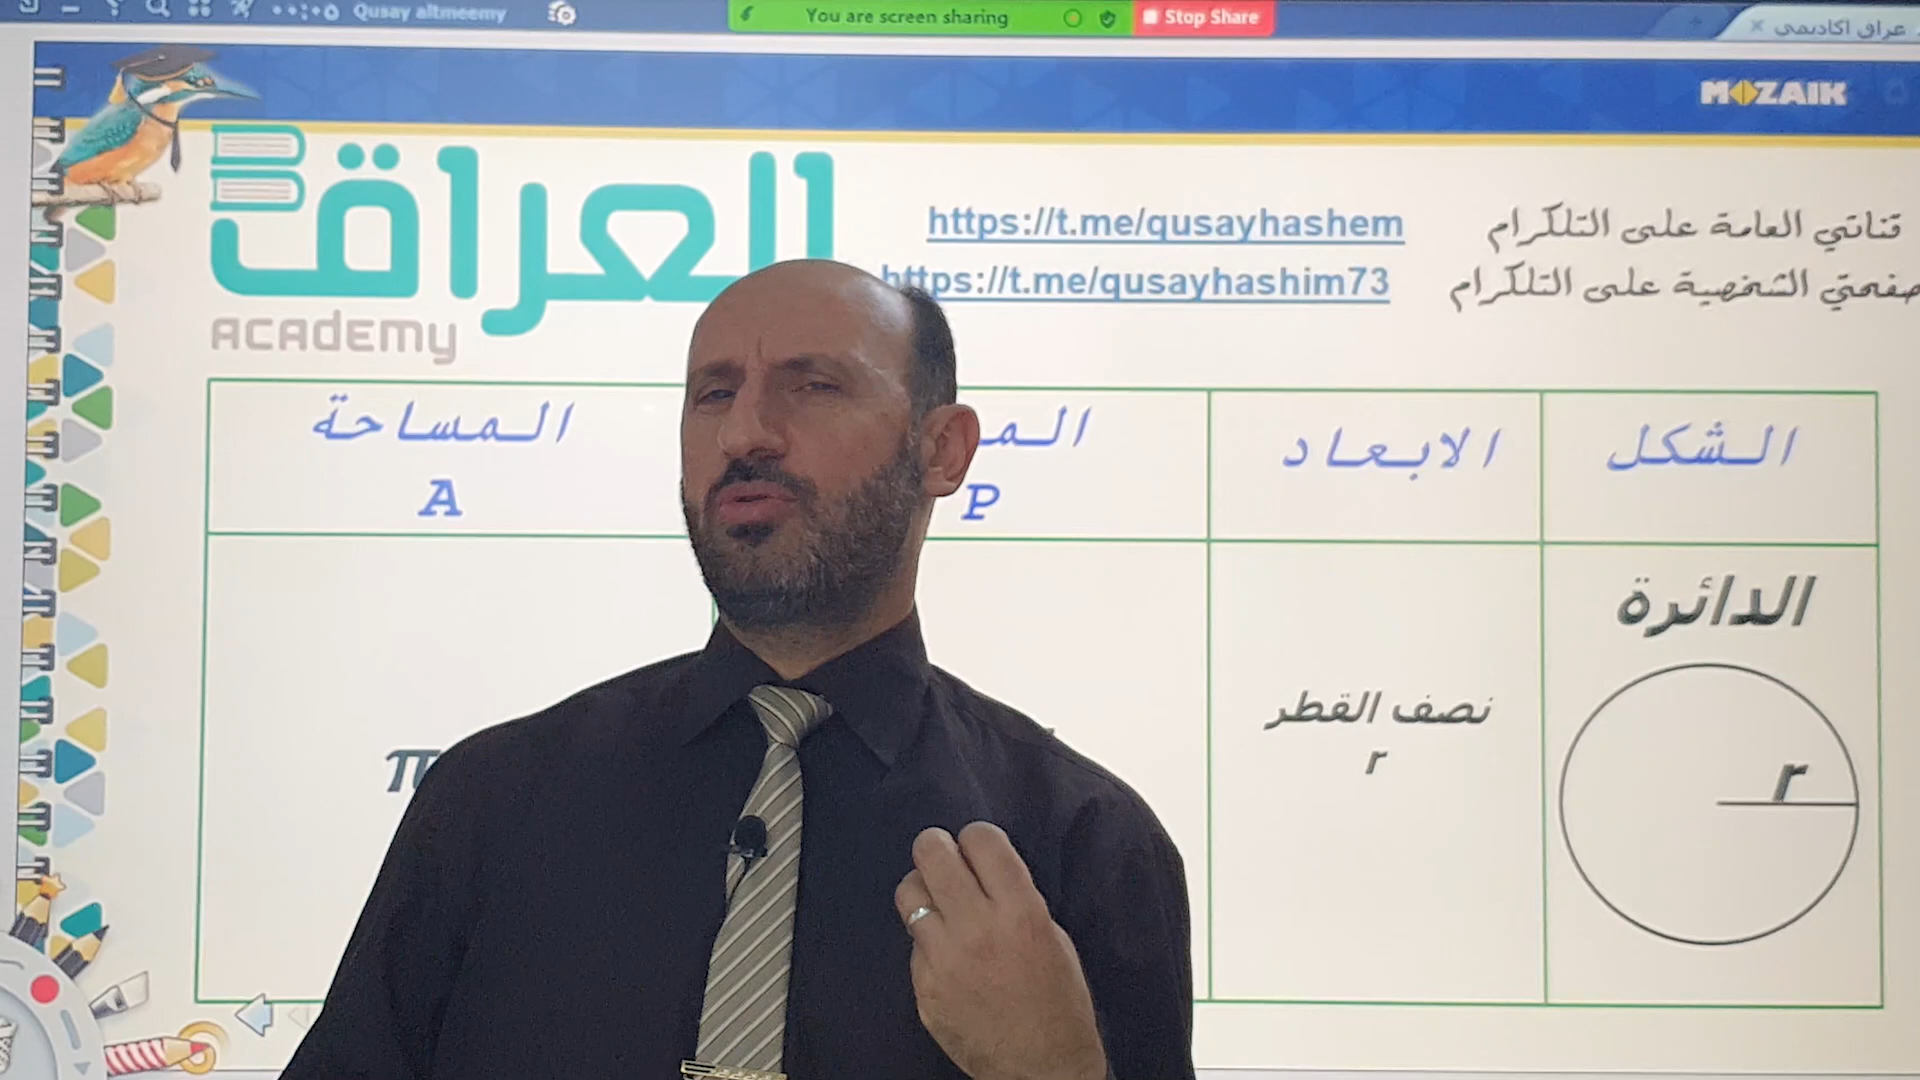 Qusay altmeemy
You are screen sharing
Stop Share
عراق اكاديمي
MOZAIK
العراق
ACADEMY
https://t.me/qusayhashem قناتي العامة على التلكرام
https://t.me/qusayhashim73 صفحتي الشخصية على التلكرام
الشكل
الابعاد
P
المساحة
A
الدائرة
r
نصف القطر
r
π